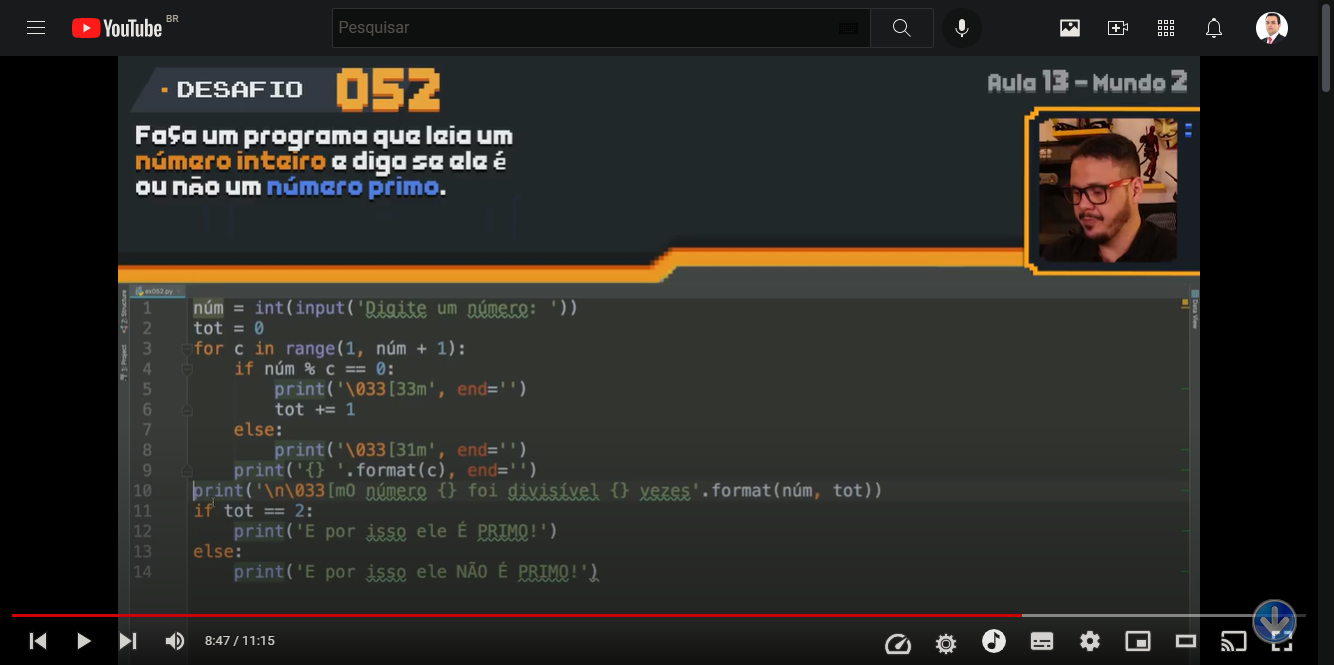 YouTube BR
Pesquisar
DESAFIO 052
Aula 13 - Mundo 2
Faça um programa que leia um
número inteiro e diga se ele é
ou não um número primo.
ex052.py
1 núm = int(input('Digite um número: '))
2 tot = 0
3 for c in range(1, núm + 1):
4     if núm % c == 0:
5         print('\033[33m', end='')
6         tot += 1
7     else:
8         print('\033[31m', end='')
9     print('{} '.format(c), end='')
10 print('\n\033[mO número {} foi divisível {} vezes'.format(núm, tot))
11 if tot == 2:
12     print('E por isso ele É PRIMO!')
13 else:
14     print('E por isso ele NÃO É PRIMO!')
Z: Structure
1: Project
Data View
8:47 / 11:15